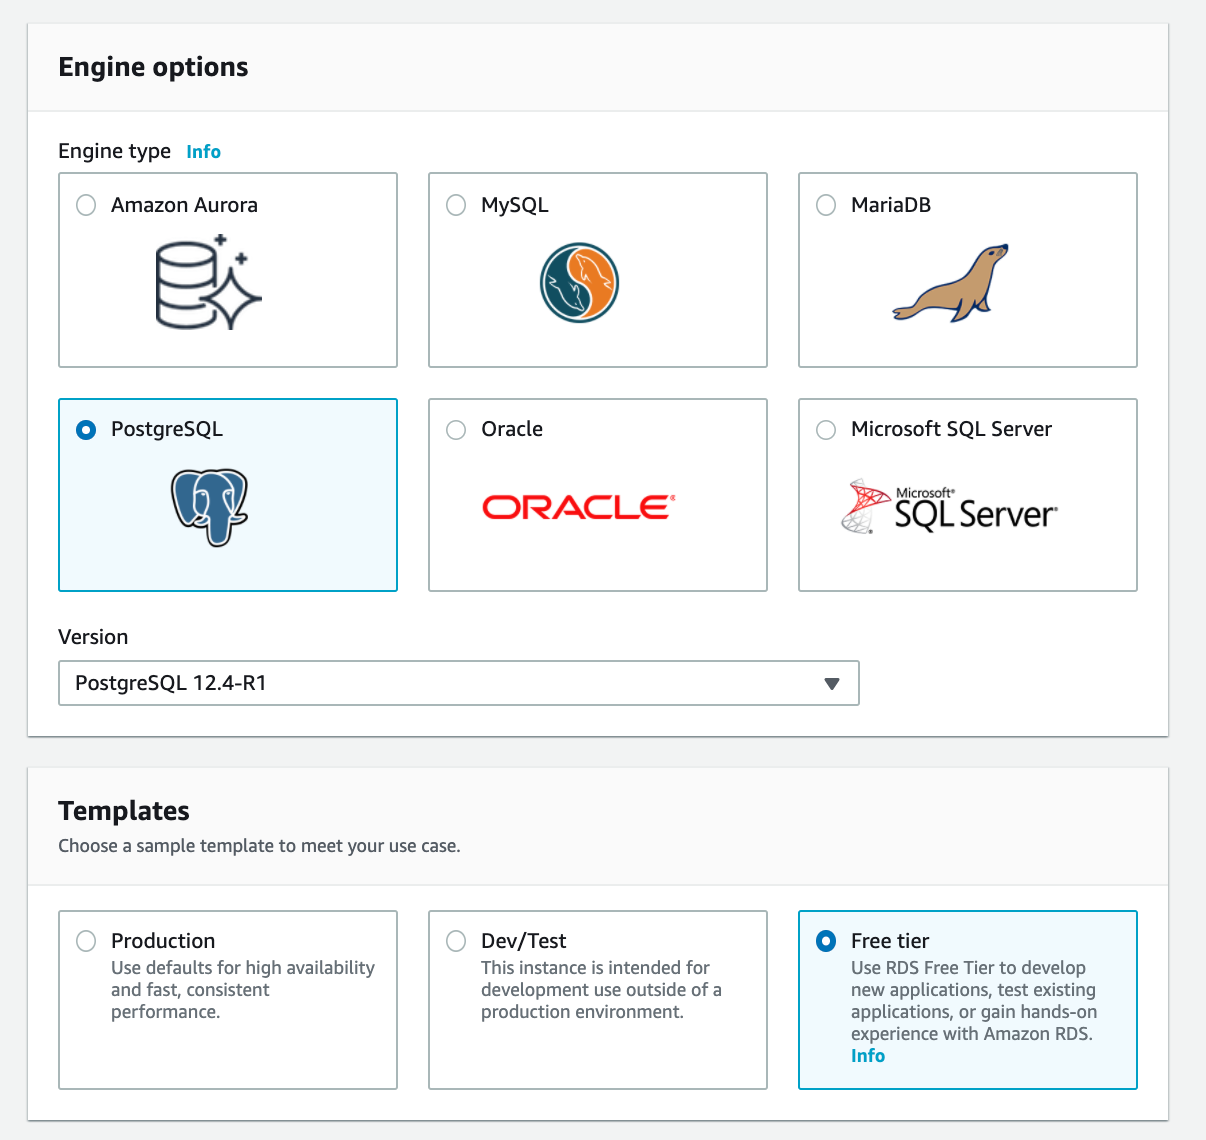 Engine options
Engine type Info
Amazon Aurora
MySQL
MariaDB
PostgreSQL
Oracle
ORACLE®
Microsoft SQL Server
Microsoft®
SQL Server®
Version
PostgreSQL 12.4-R1
Templates
Choose a sample template to meet your use case.
Production
Use defaults for high availability
and fast, consistent
performance.
Dev/Test
This instance is intended for
development use outside of a
production environment.
Free tier
Use RDS Free Tier to develop
new applications, test existing
applications, or gain hands-on
experience with Amazon RDS.
Info